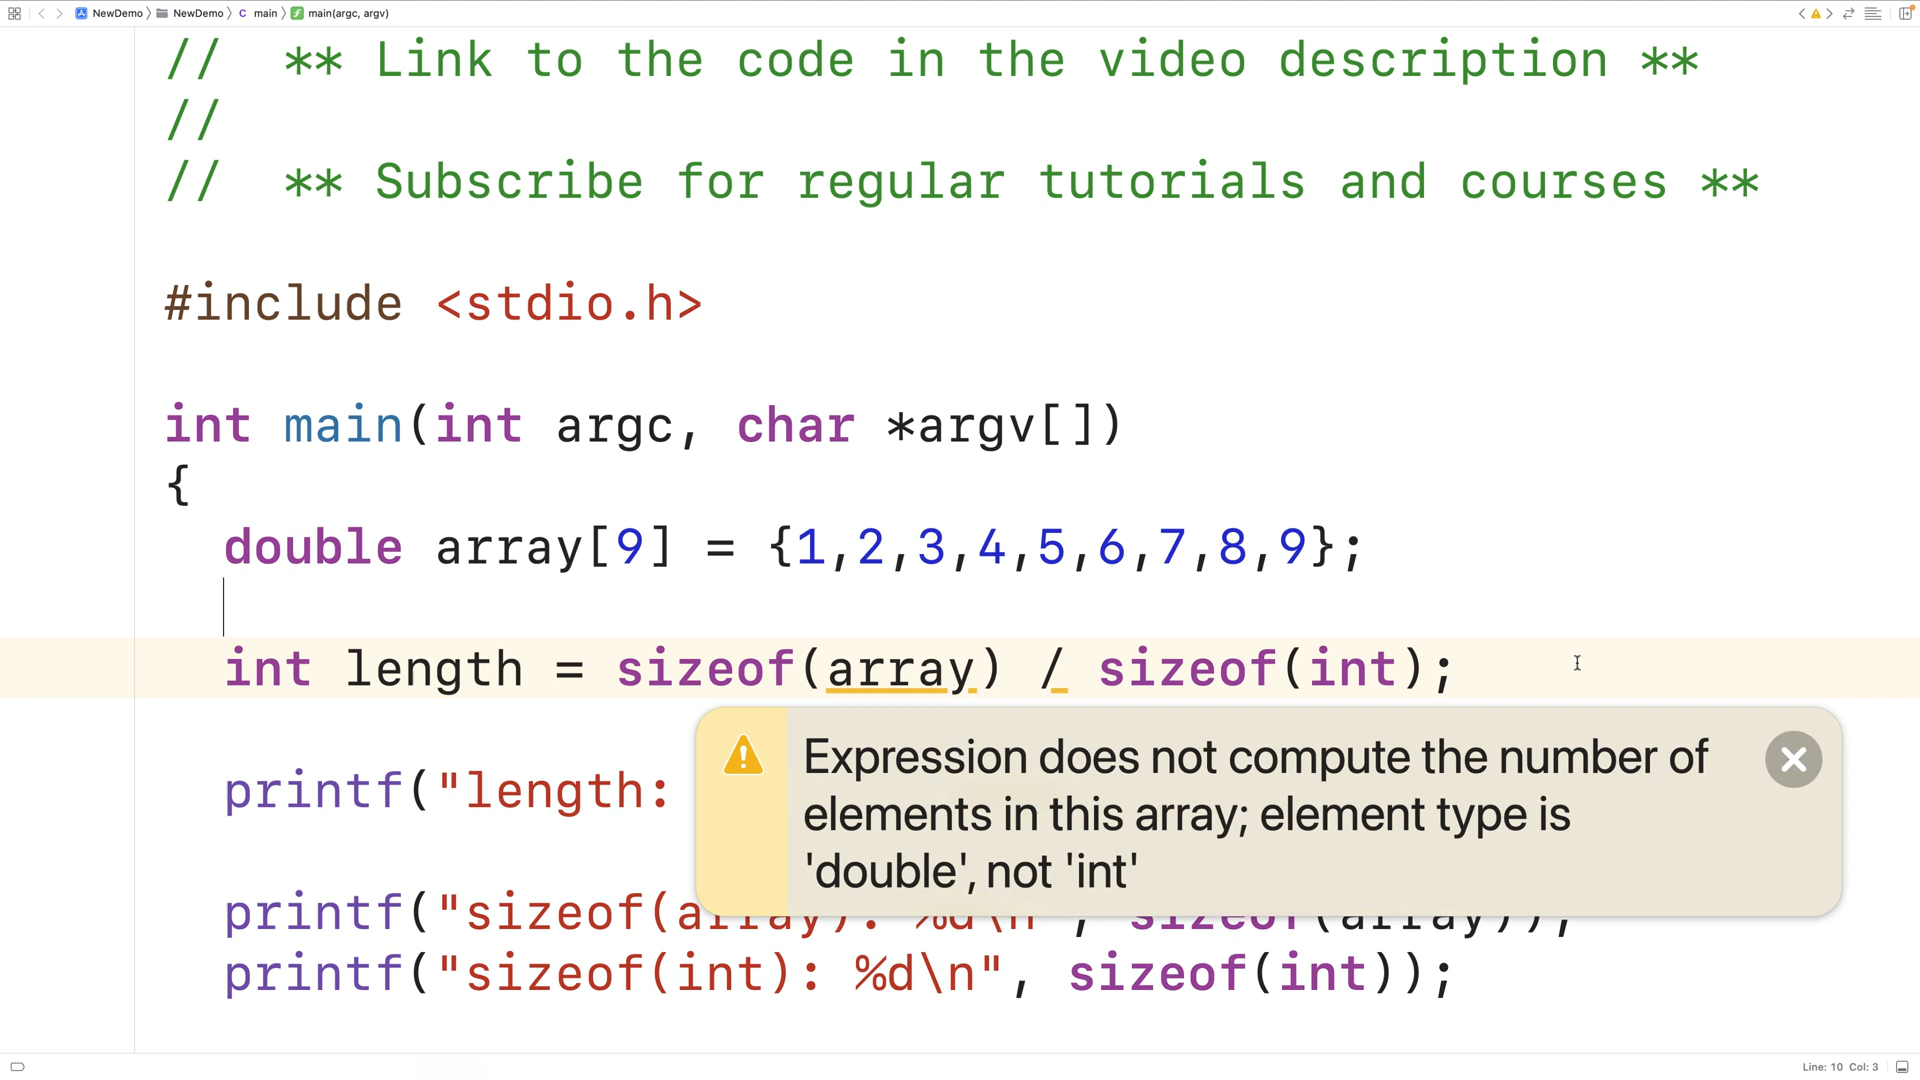 NewDemo NewDemo C main f main(argc, argv)
// ** Link to the code in the video description **
//
// ** Subscribe for regular tutorials and courses **
#include <stdio.h>
int main(int argc, char *argv[])
{
double array[9] = {1,2,3,4,5,6,7,8,9};
int length = sizeof(array) / sizeof(int);
printf("length:
Expression does not compute the number of
elements in this array; element type is
'double', not 'int'
printf("sizeof(array): %d\n", sizeof(array));
printf("sizeof(int): %d\n", sizeof(int));
Line: 10 Col: 3